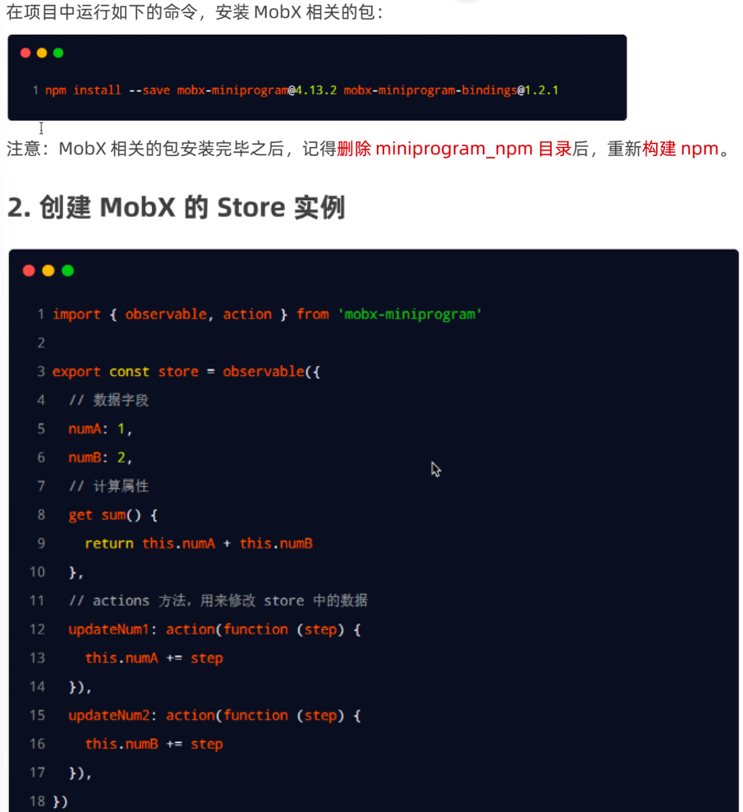 在项目中运行如下的命令，安装 MobX 相关的包：
1 npm install --save mobx-miniprogram@4.13.2 mobx-miniprogram-bindings@1.2.1
注意：MobX 相关的包安装完毕之后，记得删除 miniprogram_npm 目录后，重新构建 npm。
2. 创建 MobX 的 Store 实例
1 import { observable, action } from 'mobx-miniprogram'
2
3 export const store = observable({
4   // 数据字段
5   numA: 1,
6   numB: 2,
7   // 计算属性
8   get sum() {
9     return this.numA + this.numB
10   },
11   // actions 方法，用来修改 store 中的数据
12   updateNum1: action(function (step) {
13     this.numA += step
14   }),
15   updateNum2: action(function (step) {
16     this.numB += step
17   }),
18 })